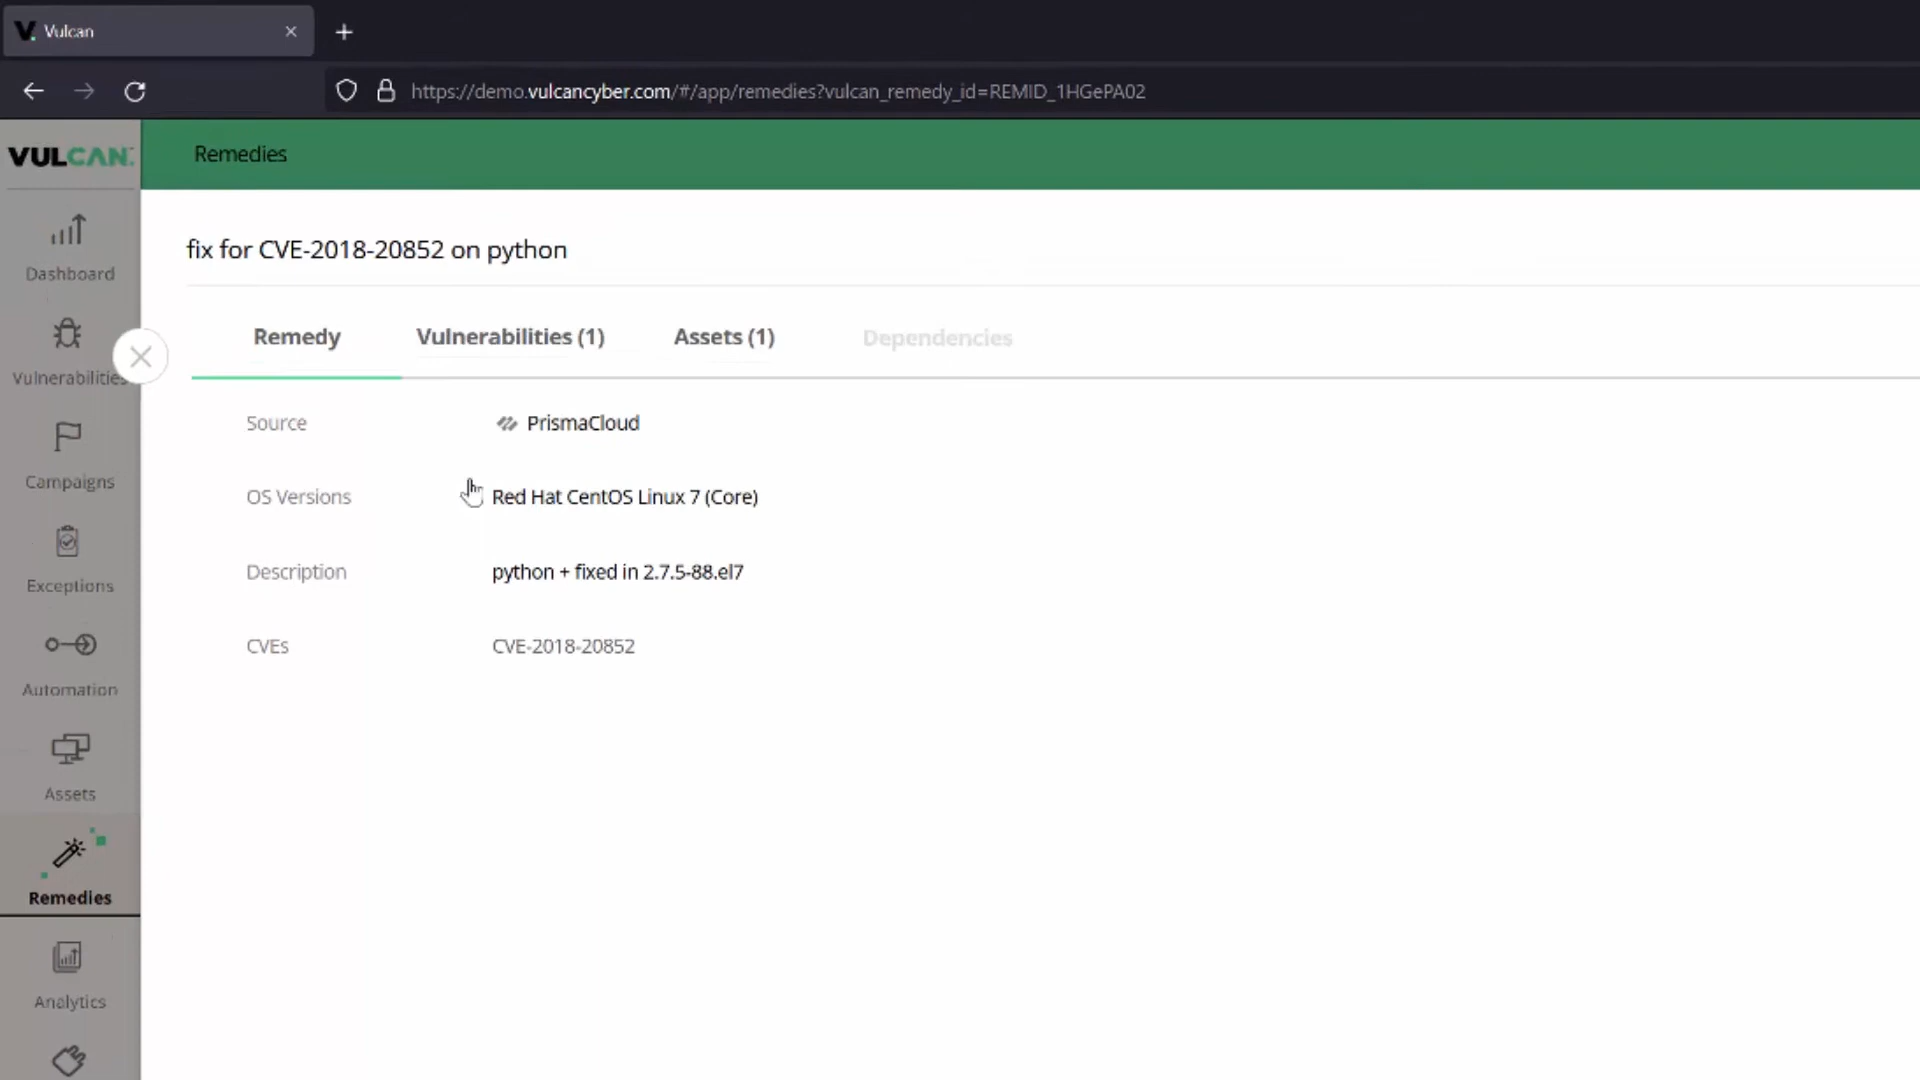 Vulcan
https://demo.vulcancyber.com/#/app/remedies?vulcan_remedy_id=REMID_1HGePA02
VULCAN.
Remedies
Dashboard
Vulnerabilities
Campaigns
Exceptions
Automation
Assets
Remedies
Analytics
fix for CVE-2018-20852 on python
Remedy Vulnerabilities (1) Assets (1) Dependencies
Source PrismaCloud
OS Versions Red Hat CentOS Linux 7 (Core)
Description python + fixed in 2.7.5-88.el7
CVEs CVE-2018-20852